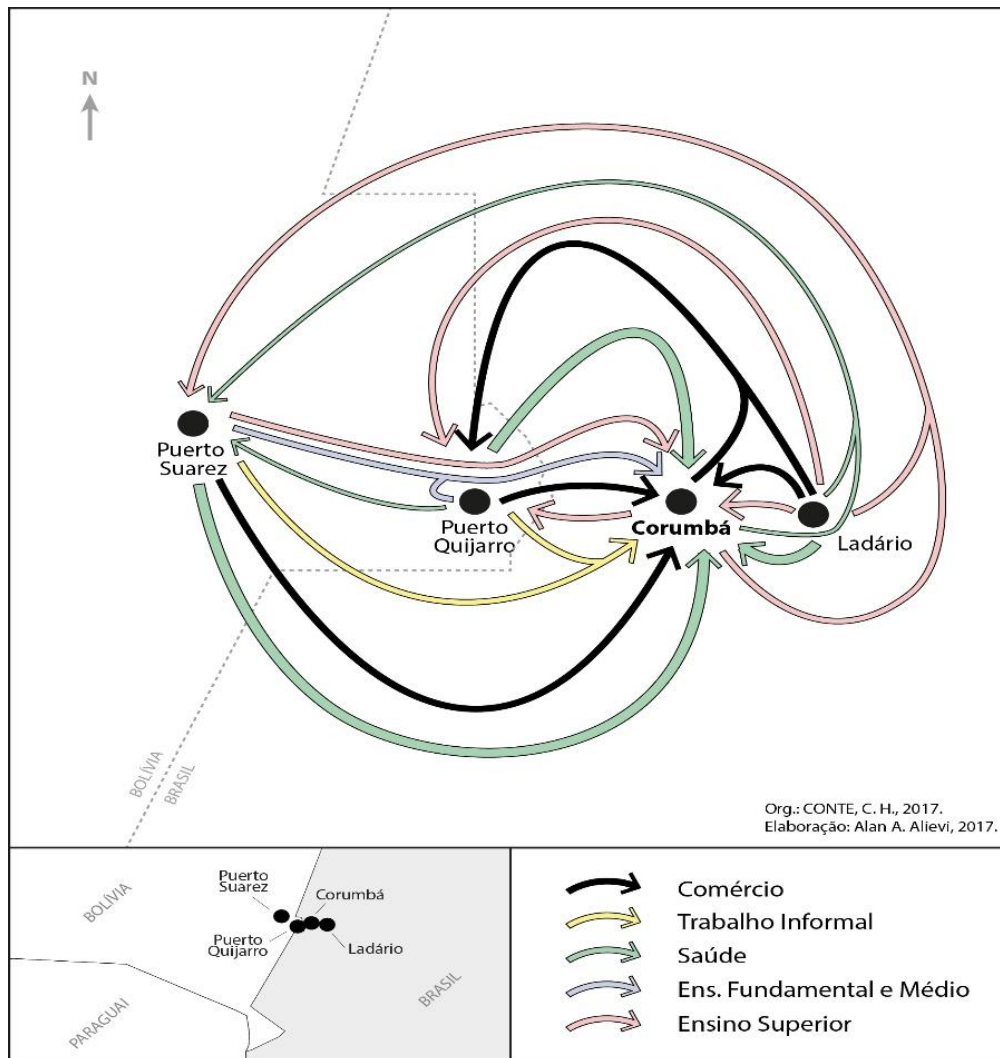 N
Puerto
Suarez
Puerto
Quijarro
Corumbá
Ladário
BOLÍVIA
BRASIL
Org.: CONTE, C. H., 2017.
Elaboração: Alan A. Alievi, 2017.
BOLÍVIA
Puerto
Suarez
Corumbá
Puerto
Quijarro
Ladário
BRASIL
PARAGUAI
Comércio
Trabalho Informal
Saúde
Ens. Fundamental e Médio
Ensino Superior